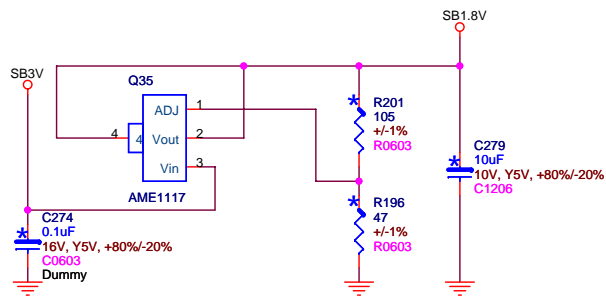 SB1.8V
SB3V
Q35
ADJ 1
4 4 Vout 2
Vin 3
AME1117
R201
105
+/-1%
R0603
C279
10uF
10V, Y5V, +80%/-20%
C1206
R196
47
+/-1%
R0603
C274
0.1uF
16V, Y5V, +80%/-20%
C0603
Dummy